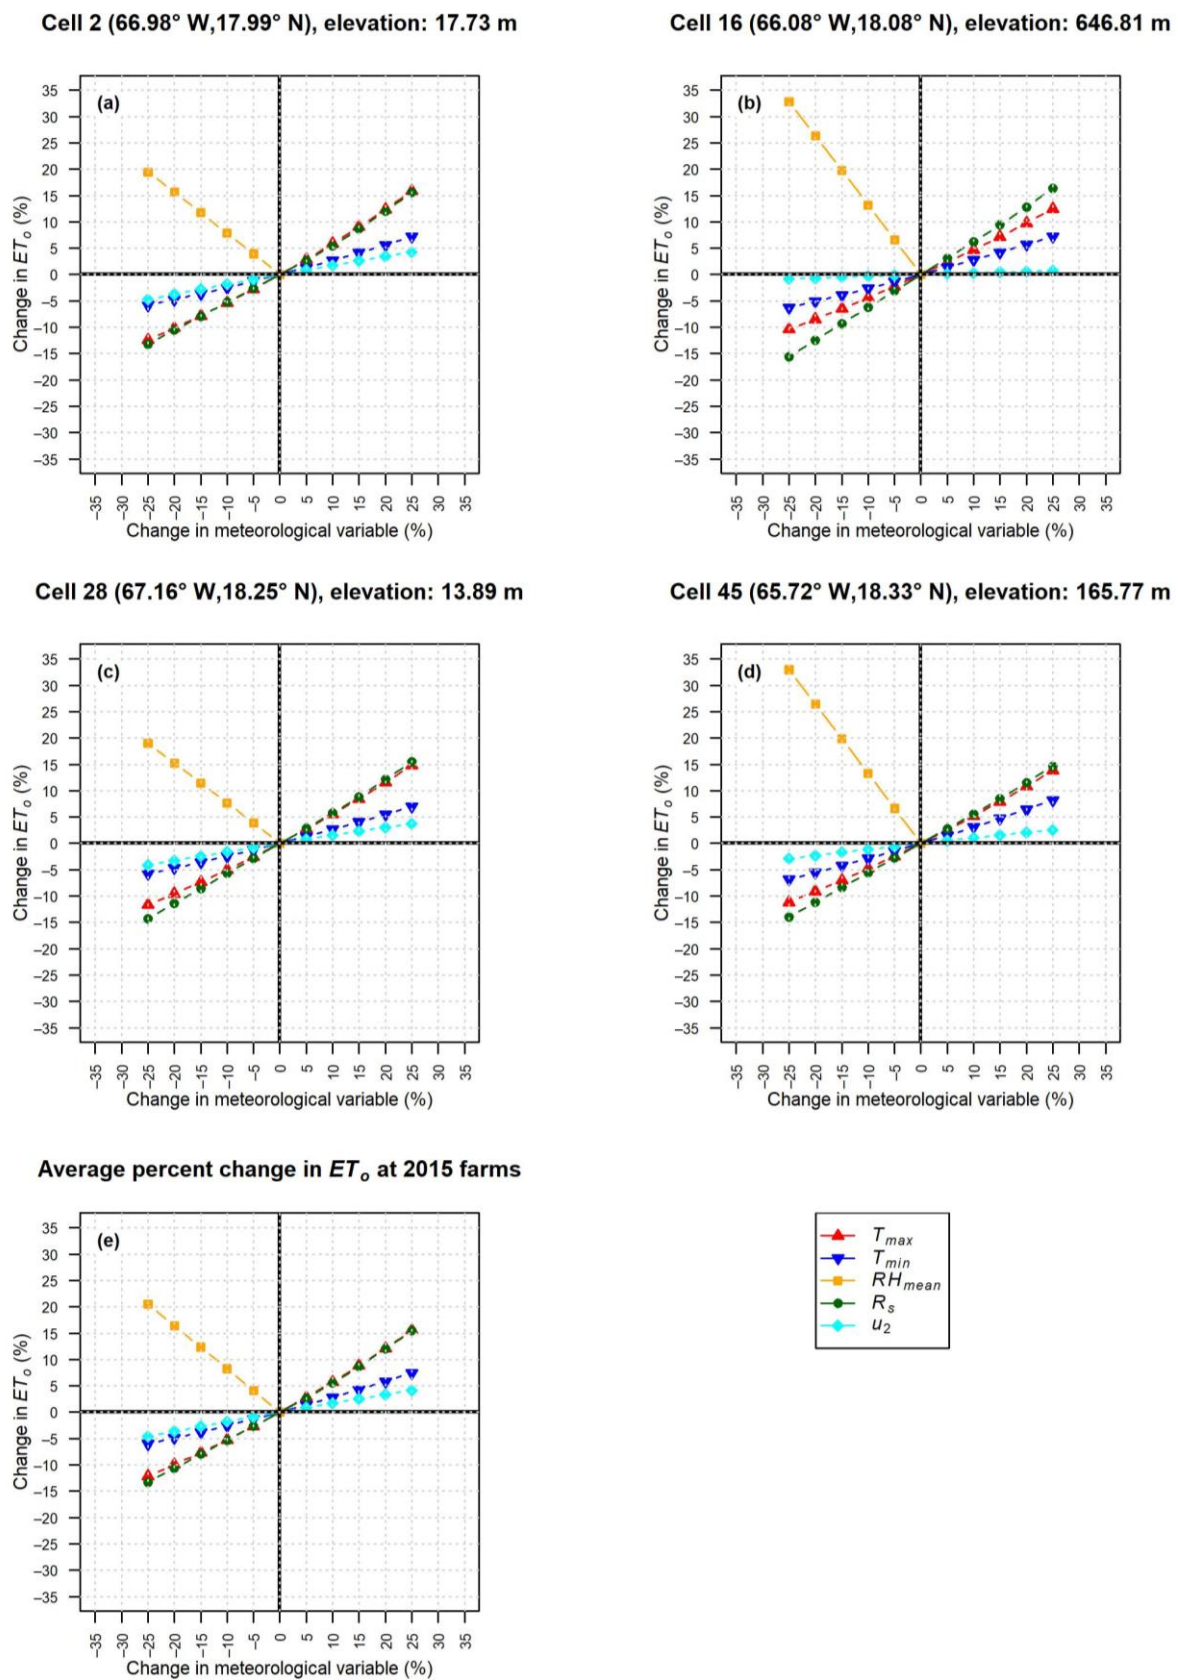 Cell 2 (66.98° W,17.99° N), elevation: 17.73 m
(a)
Change in ET_o (%)
35
30
25
20
15
10
5
0
−5
−10
−15
−20
−25
−30
−35
−35 −30 −25 −20 −15 −10 −5 0 5 10 15 20 25 30 35
Change in meteorological variable (%)
Cell 16 (66.08° W,18.08° N), elevation: 646.81 m
(b)
Change in ET_o (%)
35
30
25
20
15
10
5
0
−5
−10
−15
−20
−25
−30
−35
−35 −30 −25 −20 −15 −10 −5 0 5 10 15 20 25 30 35
Change in meteorological variable (%)
Cell 28 (67.16° W,18.25° N), elevation: 13.89 m
(c)
Change in ET_o (%)
35
30
25
20
15
10
5
0
−5
−10
−15
−20
−25
−30
−35
−35 −30 −25 −20 −15 −10 −5 0 5 10 15 20 25 30 35
Change in meteorological variable (%)
Cell 45 (65.72° W,18.33° N), elevation: 165.77 m
(d)
Change in ET_o (%)
35
30
25
20
15
10
5
0
−5
−10
−15
−20
−25
−30
−35
−35 −30 −25 −20 −15 −10 −5 0 5 10 15 20 25 30 35
Change in meteorological variable (%)
Average percent change in ET_o at 2015 farms
(e)
Change in ET_o (%)
35
30
25
20
15
10
5
0
−5
−10
−15
−20
−25
−30
−35
−35 −30 −25 −20 −15 −10 −5 0 5 10 15 20 25 30 35
Change in meteorological variable (%)
T_max
T_min
RH_mean
R_s
u_2